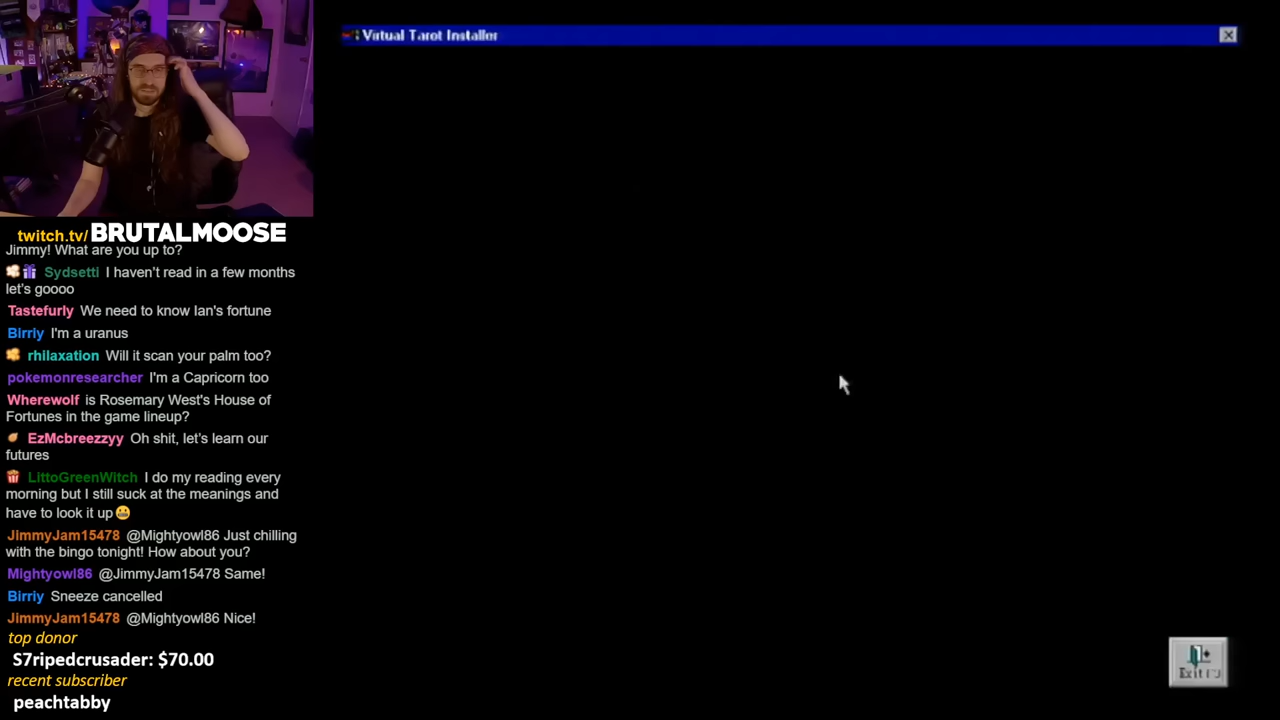 Virtual Tarot Installer
twitch.tv/BRUTALMOOSE
Jimmy! What are you up to?
Sydsetti I haven't read in a few months
let's goooo
Tastefurly We need to know Ian's fortune
Birriy I'm a uranus
rhilaxation Will it scan your palm too?
pokemonresearcher I'm a Capricorn too
Wherewolf is Rosemary West's House of
Fortunes in the game lineup?
EzMcbreezzyy Oh shit, let's learn our
futures
LittoGreenWitch I do my reading every
morning but I still suck at the meanings and
have to look it up😬
JimmyJam15478 @Mightyowl86 Just chilling
with the bingo tonight! How about you?
Mightyowl86 @JimmyJam15478 Same!
Birriy Sneeze cancelled
JimmyJam15478 @Mightyowl86 Nice!
top donor
S7ripedcrusader: $70.00
recent subscriber
peachtabby
Exit